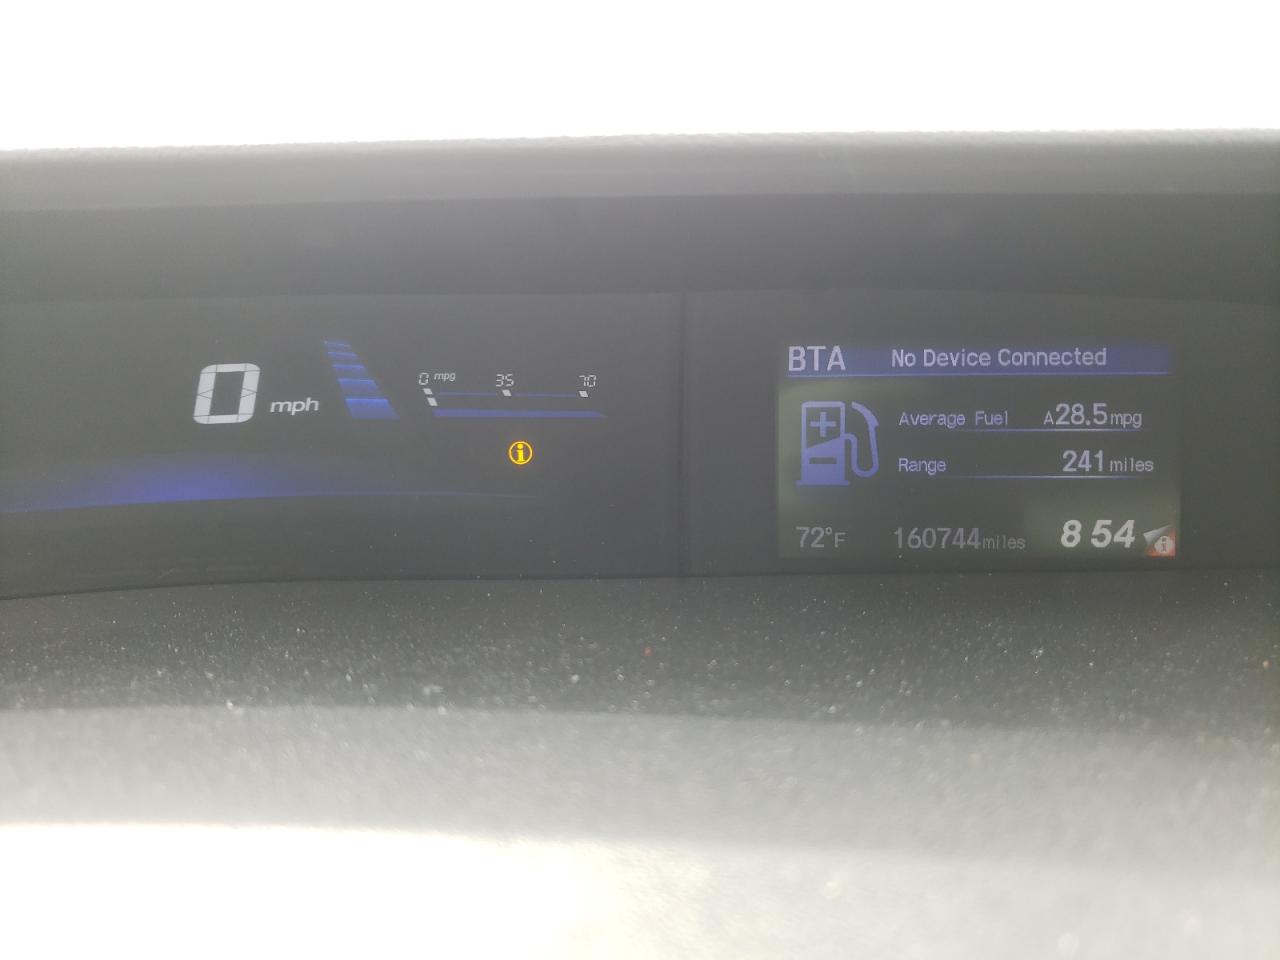 0 mph
0 mpg 35 70
BTA No Device Connected
Average Fuel A28.5mpg
Range 241 miles
72°F 160744miles 8 54